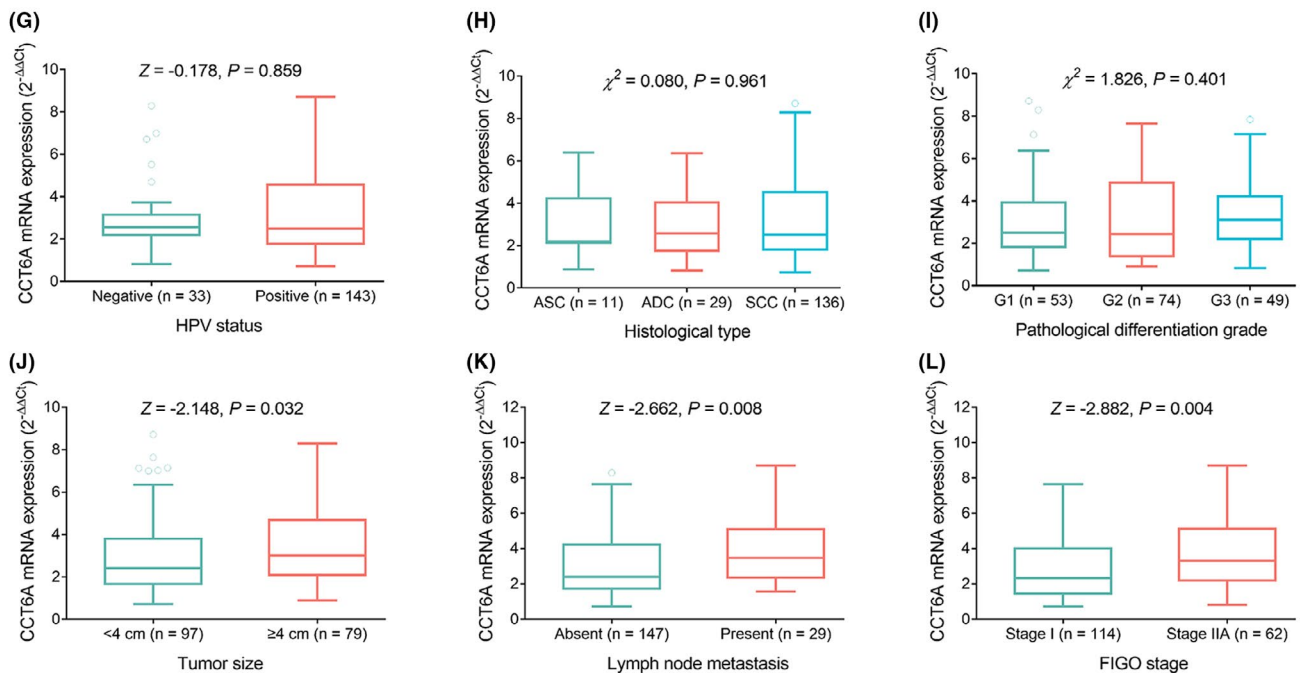 (G)
CCT6A mRNA expression (2^-ΔΔCt)
Z = -0.178, P = 0.859
10
8
6
4
2
0
Negative (n = 33) Positive (n = 143)
HPV status
(H)
CCT6A mRNA expression (2^-ΔΔCt)
χ² = 0.080, P = 0.961
10
8
6
4
2
0
ASC (n = 11) ADC (n = 29) SCC (n = 136)
Histological type
(I)
CCT6A mRNA expression (2^-ΔΔCt)
χ² = 1.826, P = 0.401
10
8
6
4
2
0
G1 (n = 53) G2 (n = 74) G3 (n = 49)
Pathological differentiation grade
(J)
CCT6A mRNA expression (2^-ΔΔCt)
Z = -2.148, P = 0.032
10
8
6
4
2
0
<4 cm (n = 97) ≥4 cm (n = 79)
Tumor size
(K)
CCT6A mRNA expression (2^-ΔΔCt)
Z = -2.662, P = 0.008
12
10
8
6
4
2
0
Absent (n = 147) Present (n = 29)
Lymph node metastasis
(L)
CCT6A mRNA expression (2^-ΔΔCt)
Z = -2.882, P = 0.004
12
10
8
6
4
2
0
Stage I (n = 114) Stage IIA (n = 62)
FIGO stage